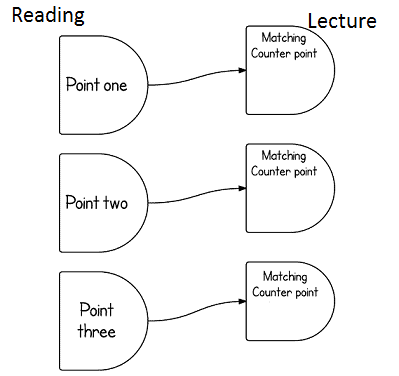 Reading
Lecture
Point one
Matching
Counter point
Point two
Matching
Counter point
Point
three
Matching
Counter point